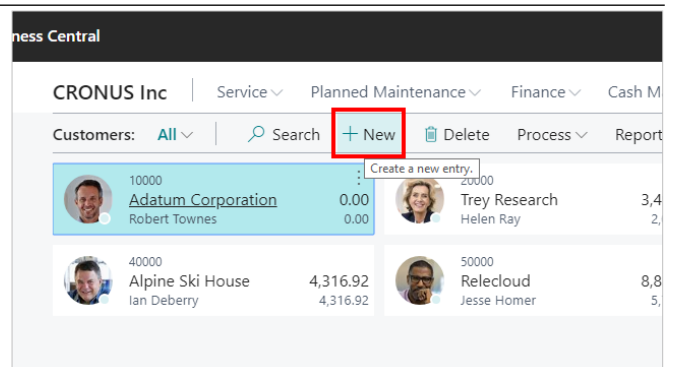 ness Central
CRONUS Inc Service Planned Maintenance Finance Cash M
Customers: All Search + New Delete Process Report
Create a new entry.
10000 20000
Adatum Corporation 0.00 Trey Research 3,4
Robert Townes 0.00 Helen Ray 2,
40000 50000
Alpine Ski House 4,316.92 Relecloud 8,8
Ian Deberry 4,316.92 Jesse Homer 5,